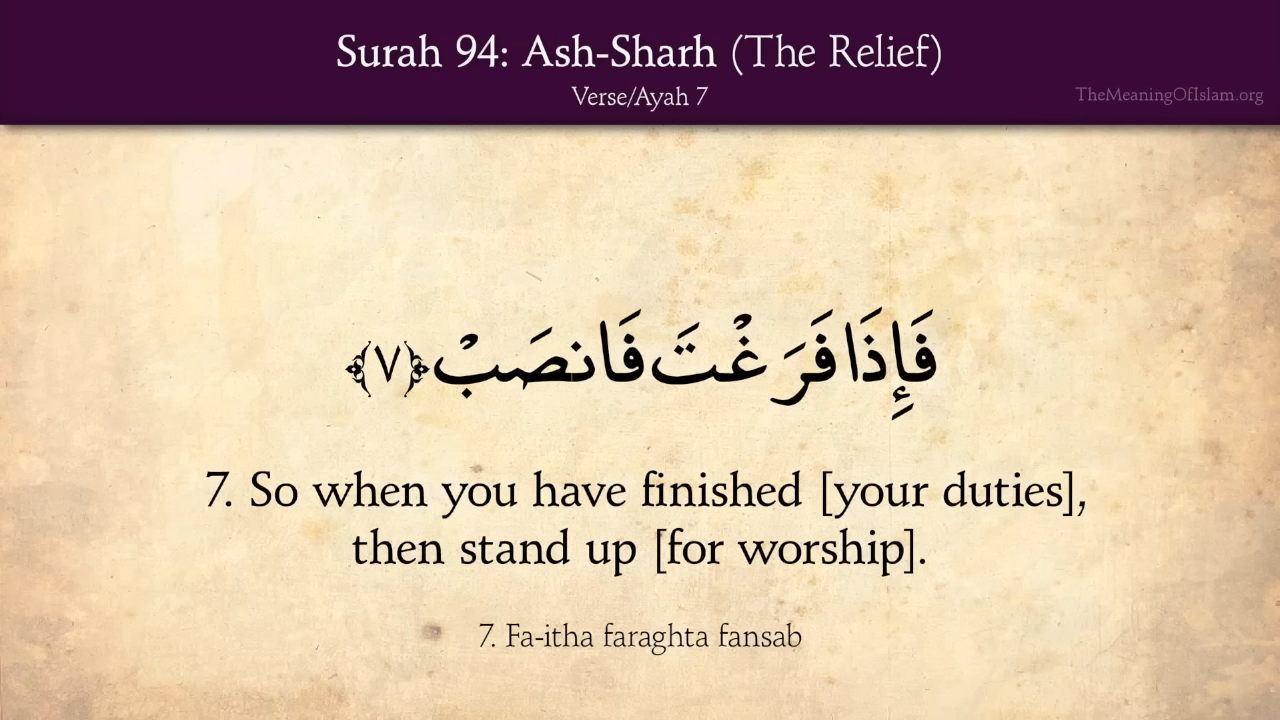 Surah 94: Ash-Sharh (The Relief)
Verse/Ayah 7
TheMeaningOfIslam.org
فَإِذَا فَرَغْتَ فَانصَبْ ﴿٧﴾
7. So when you have finished [your duties],
then stand up [for worship].
7. Fa-itha faraghta fansab